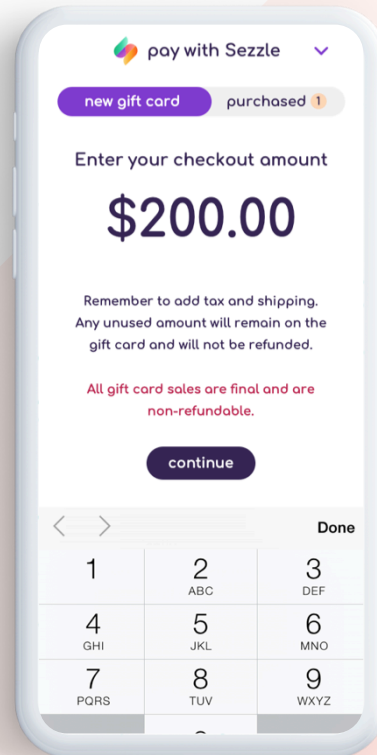 pay with Sezzle
new gift card purchased 1
Enter your checkout amount
$200.00
Remember to add tax and shipping.
Any unused amount will remain on the
gift card and will not be refunded.
All gift card sales are final and are
non-refundable.
continue
Done
1 2 3
ABC DEF
4 5 6
GHI JKL MNO
7 8 9
PQRS TUV WXYZ